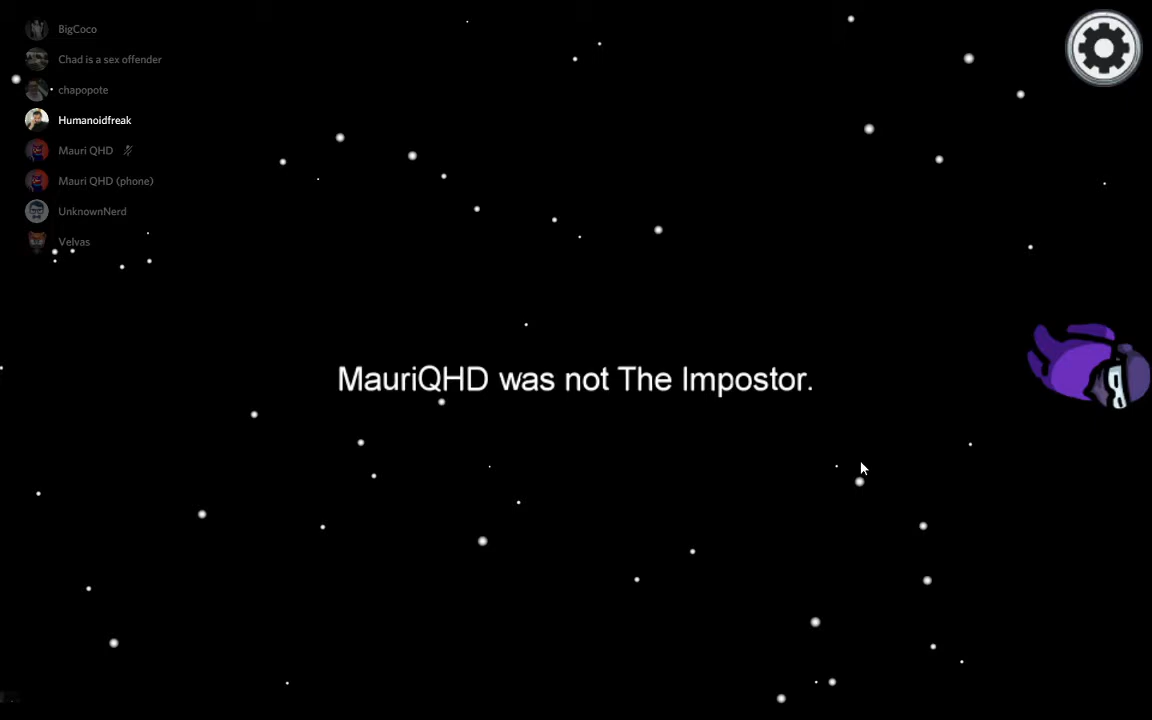 BigCoco
Chad is a sex offender
chapopote
Humanoidfreak
Mauri QHD
Mauri QHD (phone)
UnknownNerd
Velvas
MauriQHD was not The Impostor.